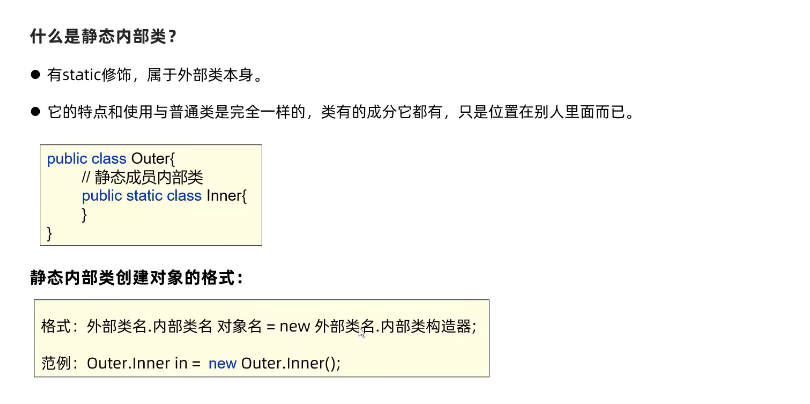 什么是静态内部类？
● 有static修饰，属于外部类本身。
● 它的特点和使用与普通类是完全一样的，类有的成分它都有，只是位置在别人里面而已。
public class Outer{
// 静态成员内部类
public static class Inner{
}
}
静态内部类创建对象的格式：
格式：外部类名.内部类名 对象名 = new 外部类名.内部类构造器;
范例：Outer.Inner in = new Outer.Inner();